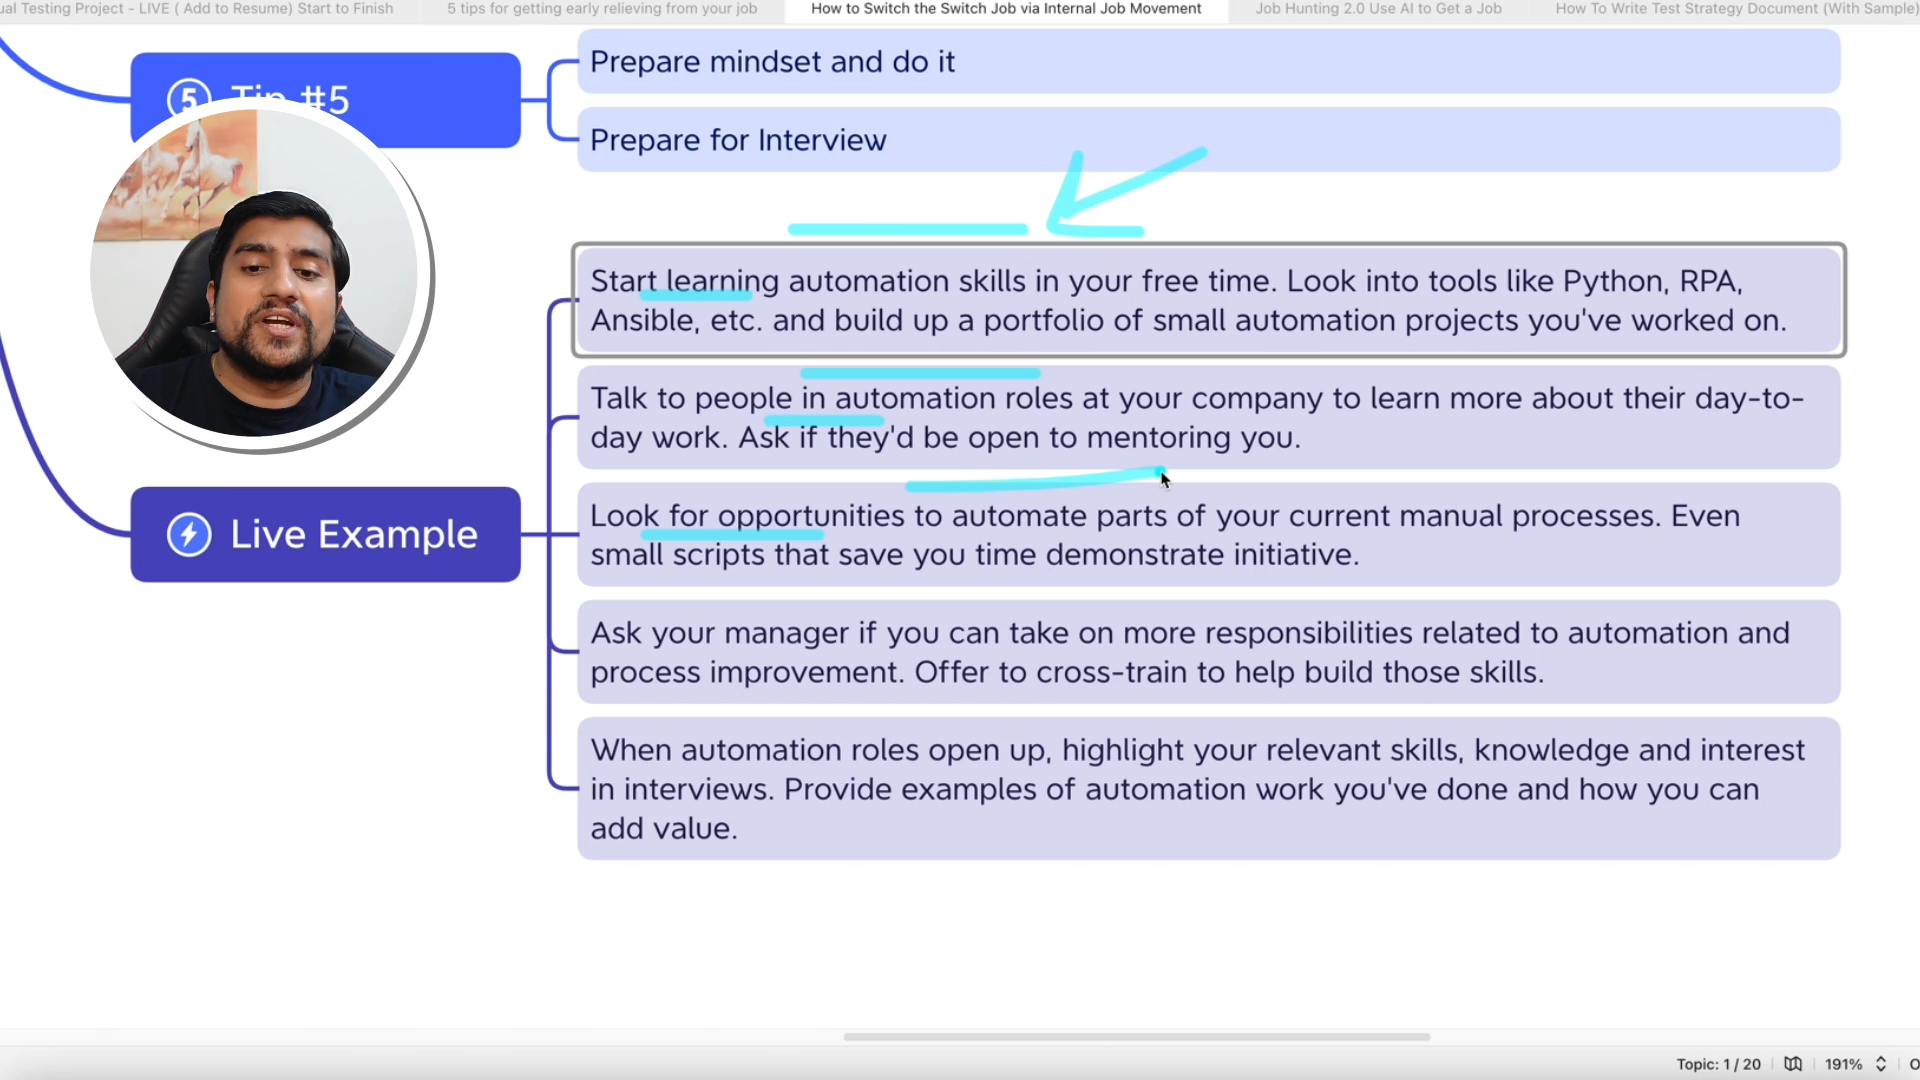 ual Testing Project - LIVE ( Add to Resume) Start to Finish
5 tips for getting early relieving from your job
How to Switch the Switch Job via Internal Job Movement
Job Hunting 2.0 Use AI to Get a Job
How To Write Test Strategy Document (With Sample)
5 Tip #5
Prepare mindset and do it
Prepare for Interview
Live Example
Start learning automation skills in your free time. Look into tools like Python, RPA,
Ansible, etc. and build up a portfolio of small automation projects you've worked on.
Talk to people in automation roles at your company to learn more about their day-to-
day work. Ask if they'd be open to mentoring you.
Look for opportunities to automate parts of your current manual processes. Even
small scripts that save you time demonstrate initiative.
Ask your manager if you can take on more responsibilities related to automation and
process improvement. Offer to cross-train to help build those skills.
When automation roles open up, highlight your relevant skills, knowledge and interest
in interviews. Provide examples of automation work you've done and how you can
add value.
Topic: 1 / 20
191%